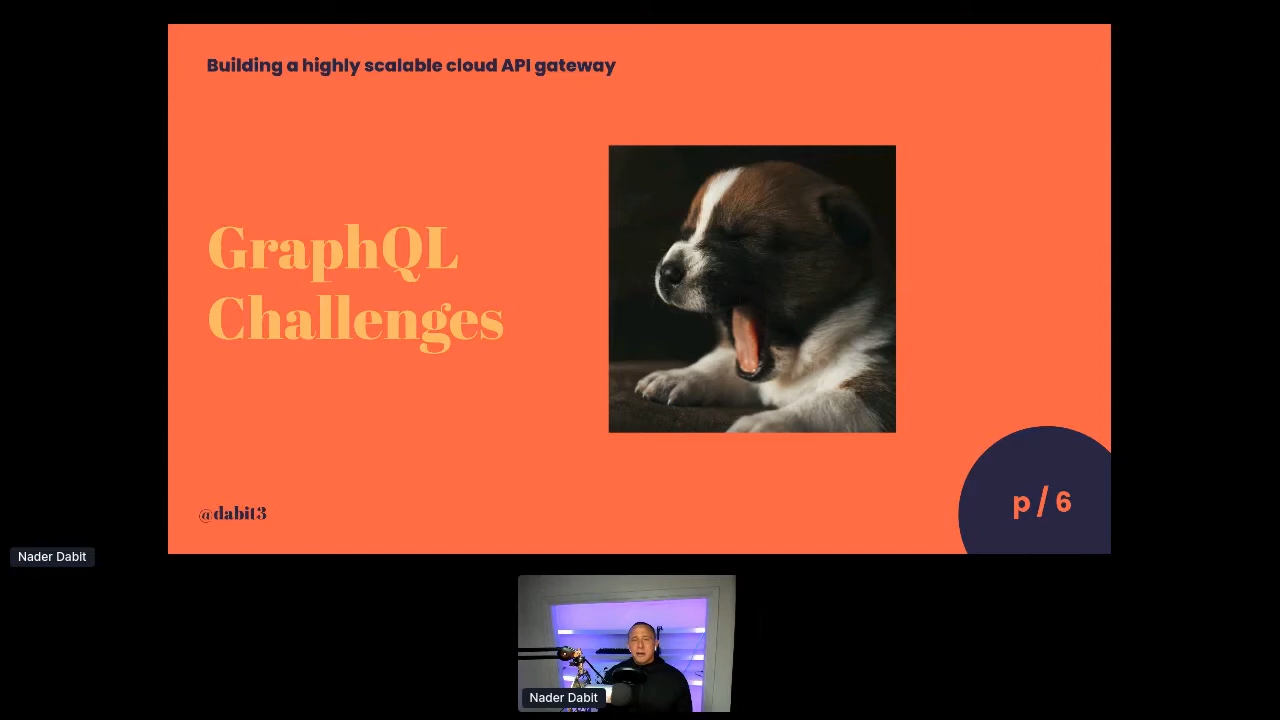 Building a highly scalable cloud API gateway
GraphQL
Challenges
@dabit3
p / 6
Nader Dabit
Nader Dabit